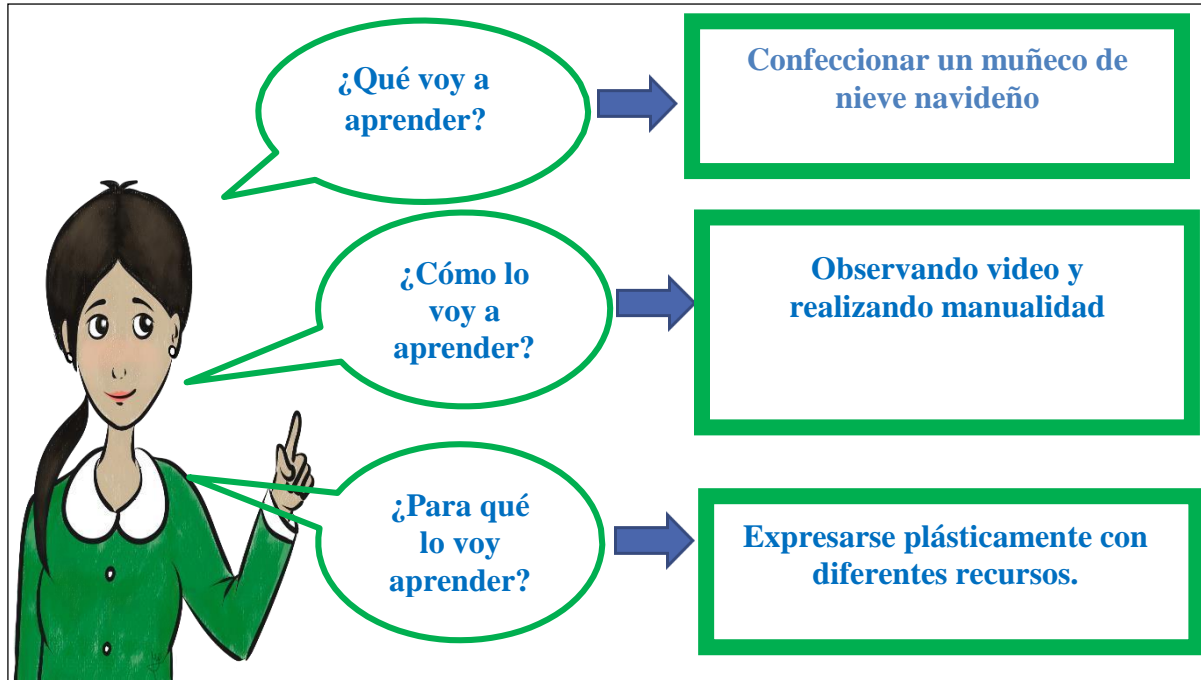 ¿Qué voy a
aprender?
Confeccionar un muñeco de
nieve navideño
¿Cómo lo
voy a
aprender?
Observando video y
realizando manualidad
¿Para qué
lo voy
aprender?
Expresarse plásticamente con
diferentes recursos.